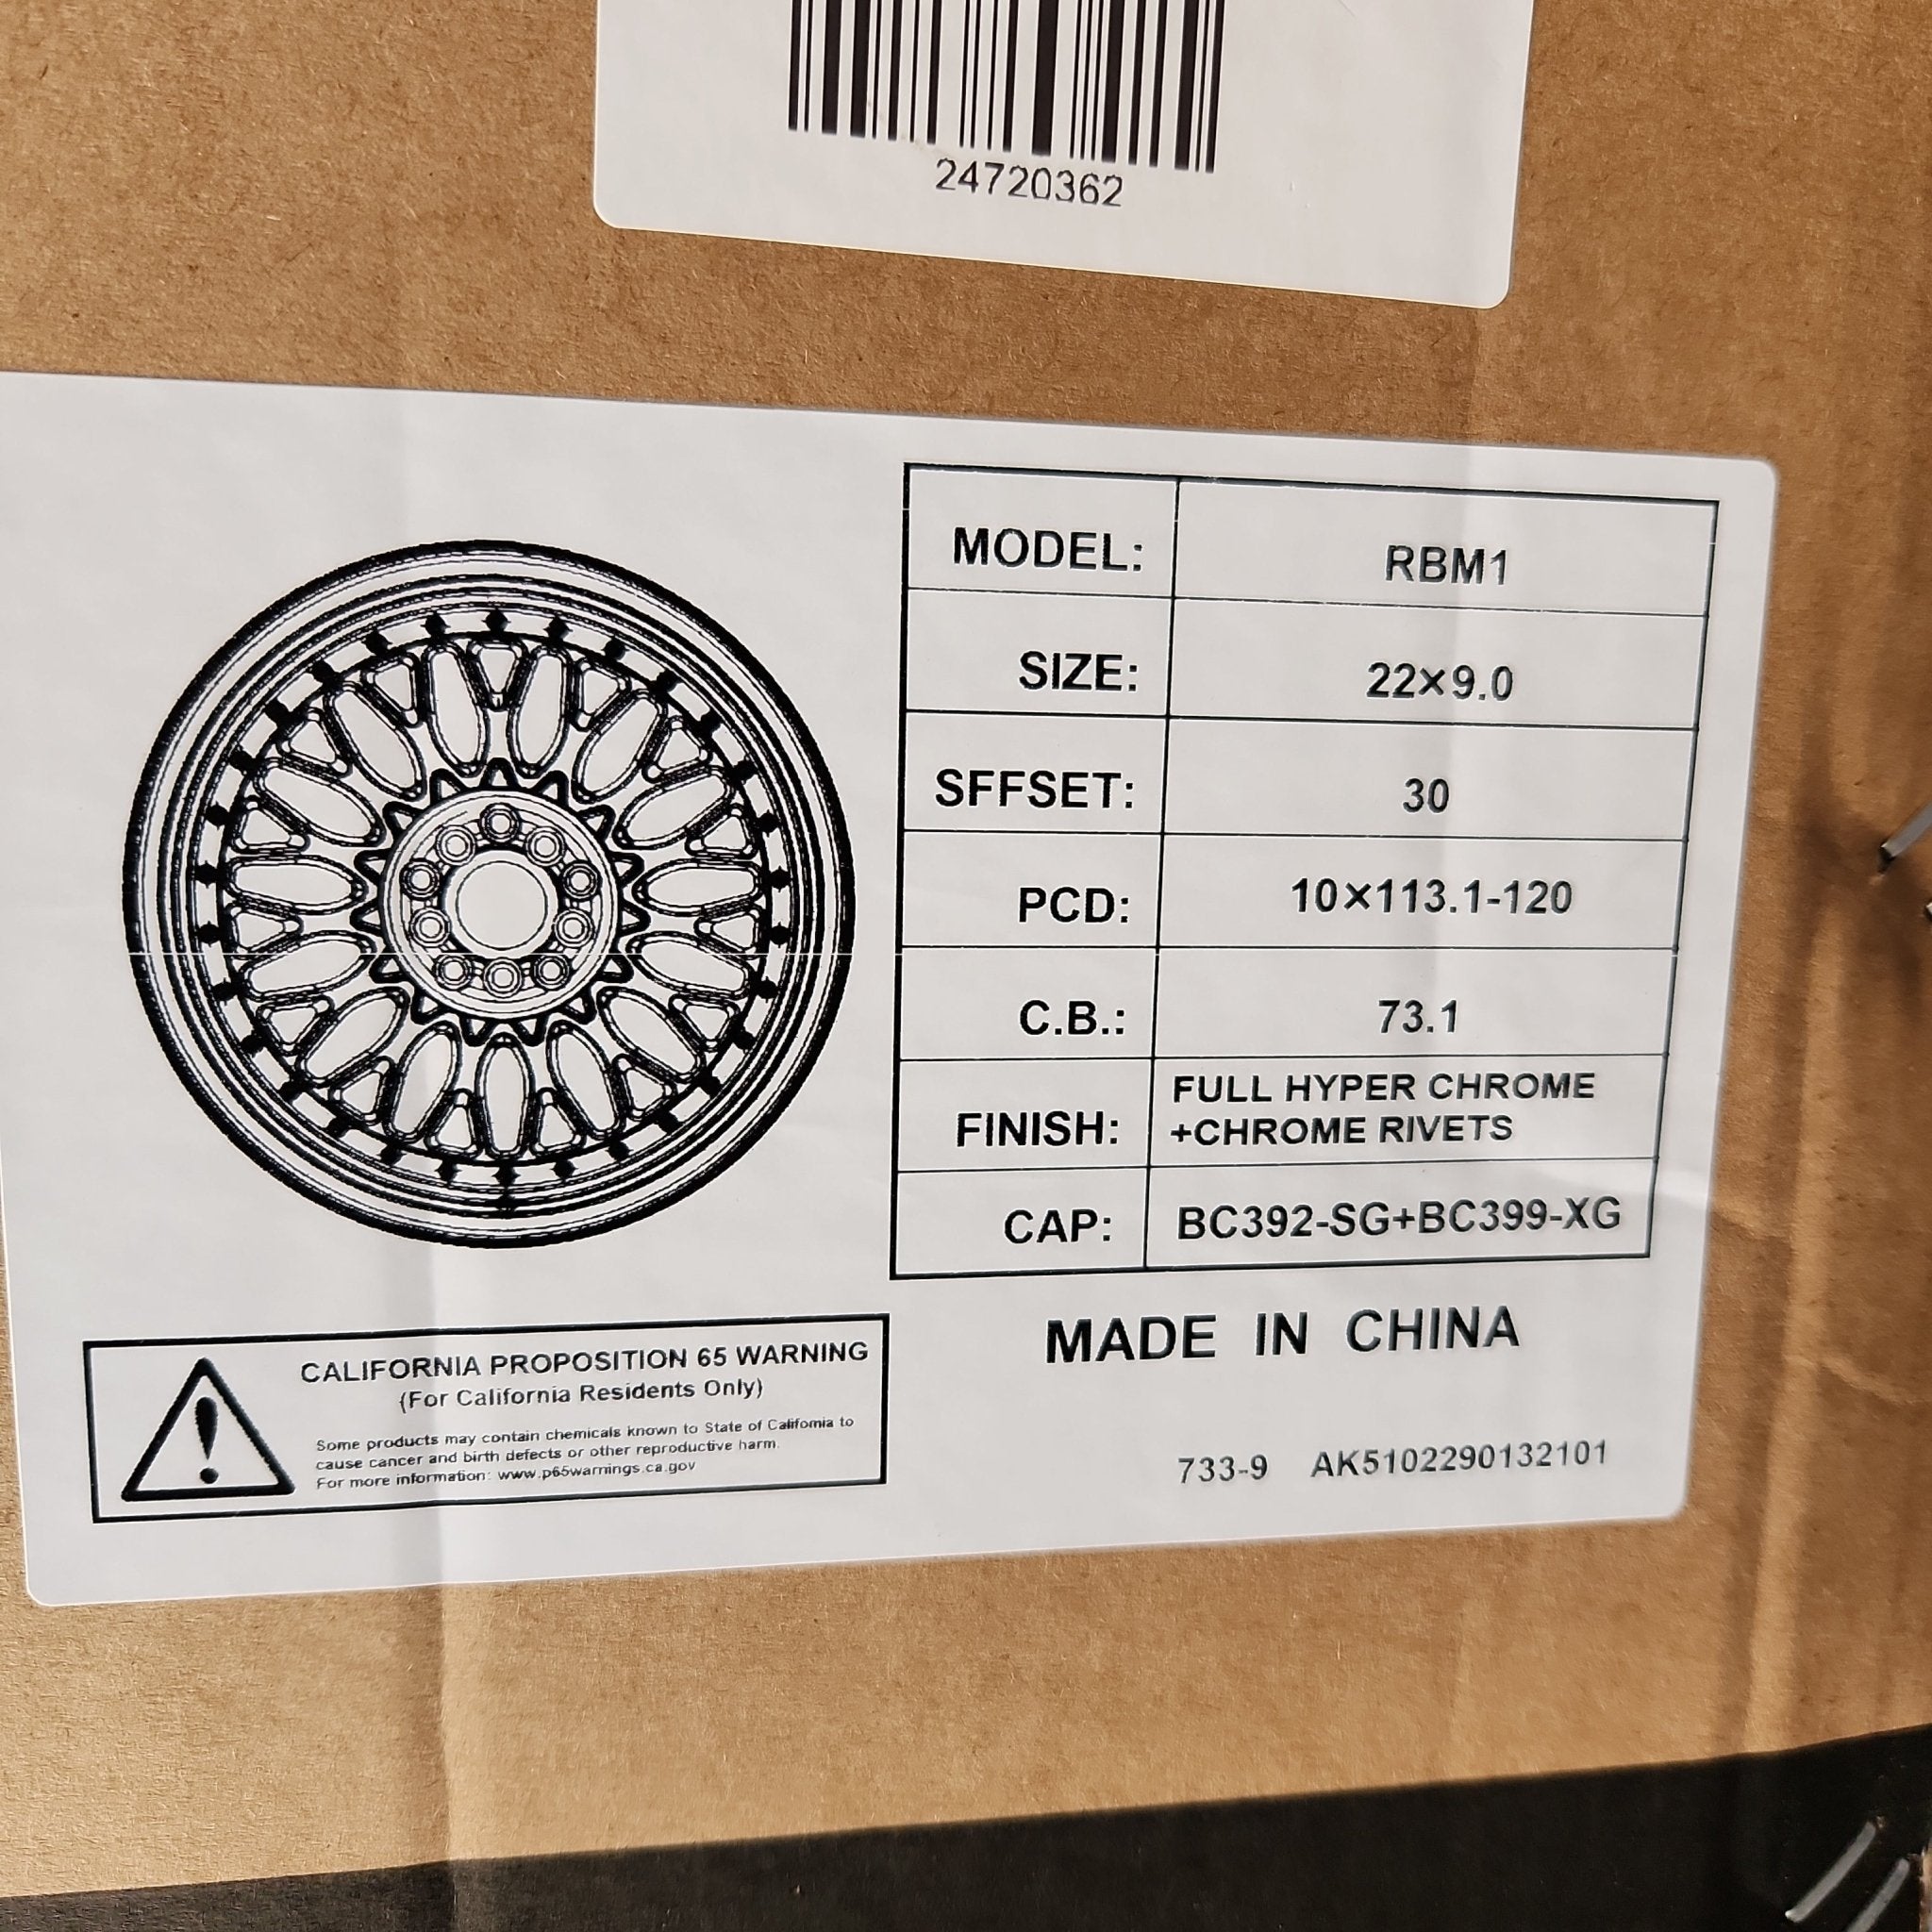 24720362
MODEL: RBM1
SIZE: 22×9.0
SFFSET: 30
PCD: 10×113.1-120
C.B.: 73.1
FINISH: FULL HYPER CHROME
+CHROME RIVETS
CAP: BC392-SG+BC399-XG
MADE IN CHINA
733-9 AK5102290132101
CALIFORNIA PROPOSITION 65 WARNING
(For California Residents Only)
Some products may contain chemicals known to State of California to
cause cancer and birth defects or other reproductive harm.
For more information: www.p65warnings.ca.gov